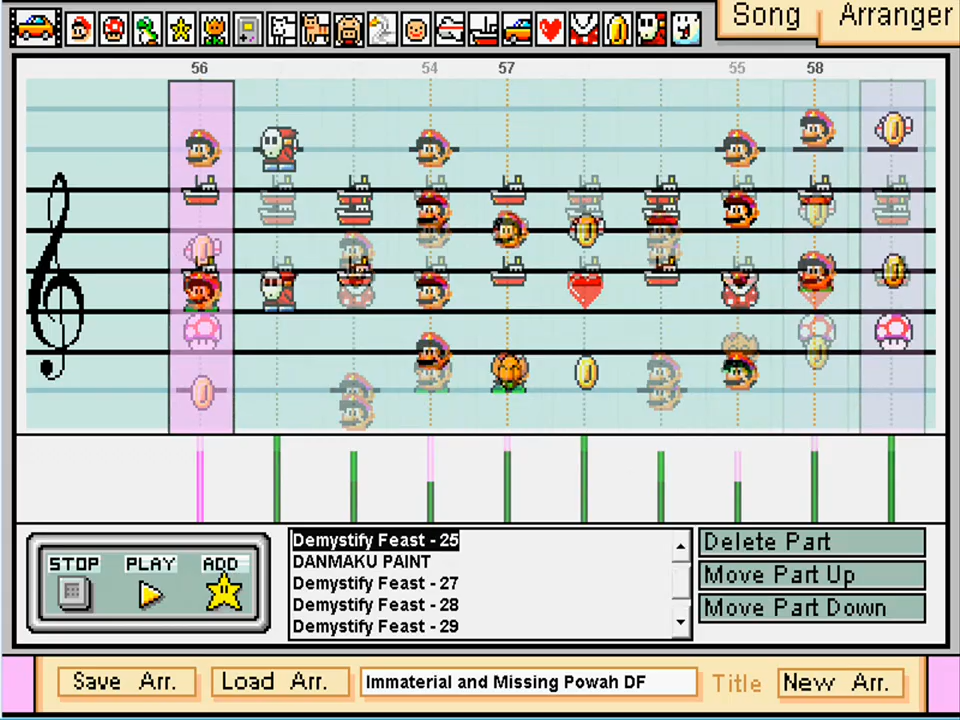 Song Arranger
56 54 57 55 58
STOP PLAY ADD
Demystify Feast - 25
DANMAKU PAINT
Demystify Feast - 27
Demystify Feast - 28
Demystify Feast - 29
Delete Part
Move Part Up
Move Part Down
Save Arr. Load Arr. Immaterial and Missing Powah DF Title New Arr.